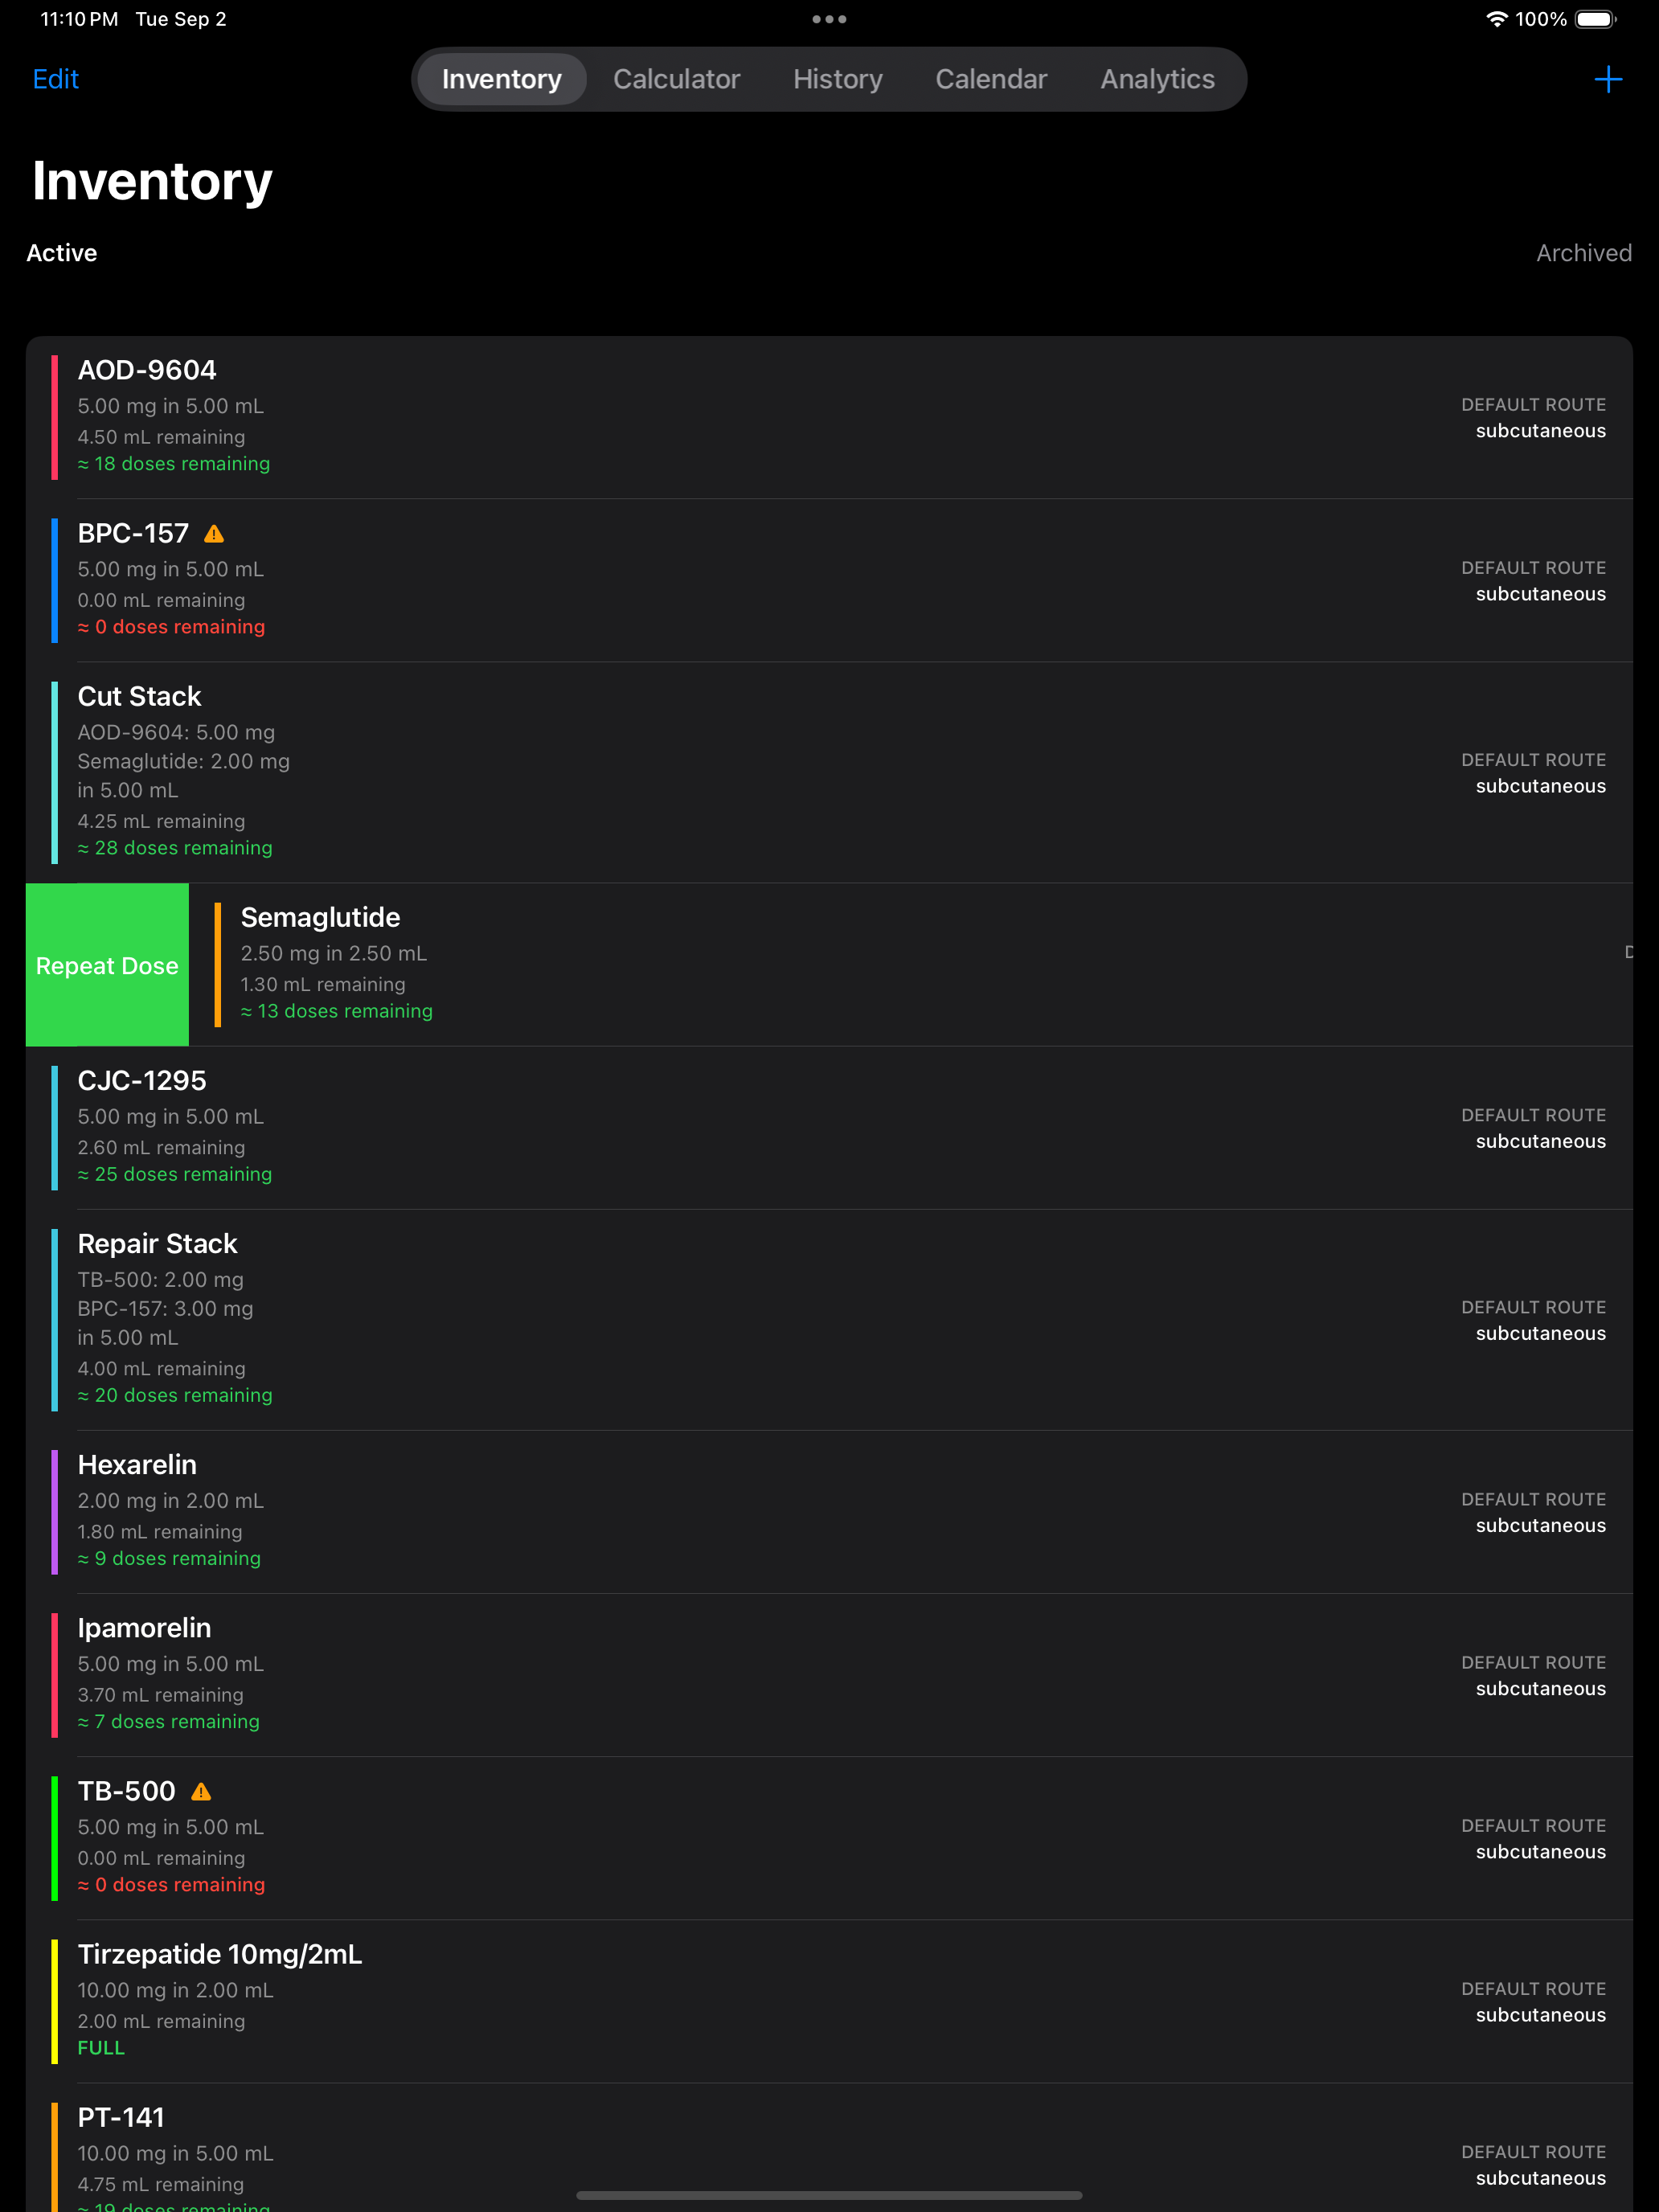 11:10 PM Tue Sep 2
100%
Edit
Inventory Calculator History Calendar Analytics
+
Inventory
Active
Archived
AOD-9604
5.00 mg in 5.00 mL
4.50 mL remaining
≈ 18 doses remaining
DEFAULT ROUTE
subcutaneous
BPC-157
5.00 mg in 5.00 mL
0.00 mL remaining
≈ 0 doses remaining
DEFAULT ROUTE
subcutaneous
Cut Stack
AOD-9604: 5.00 mg
Semaglutide: 2.00 mg
in 5.00 mL
4.25 mL remaining
≈ 28 doses remaining
DEFAULT ROUTE
subcutaneous
Repeat Dose
Semaglutide
2.50 mg in 2.50 mL
1.30 mL remaining
≈ 13 doses remaining
CJC-1295
5.00 mg in 5.00 mL
2.60 mL remaining
≈ 25 doses remaining
DEFAULT ROUTE
subcutaneous
Repair Stack
TB-500: 2.00 mg
BPC-157: 3.00 mg
in 5.00 mL
4.00 mL remaining
≈ 20 doses remaining
DEFAULT ROUTE
subcutaneous
Hexarelin
2.00 mg in 2.00 mL
1.80 mL remaining
≈ 9 doses remaining
DEFAULT ROUTE
subcutaneous
Ipamorelin
5.00 mg in 5.00 mL
3.70 mL remaining
≈ 7 doses remaining
DEFAULT ROUTE
subcutaneous
TB-500
5.00 mg in 5.00 mL
0.00 mL remaining
≈ 0 doses remaining
DEFAULT ROUTE
subcutaneous
Tirzepatide 10mg/2mL
10.00 mg in 2.00 mL
2.00 mL remaining
FULL
DEFAULT ROUTE
subcutaneous
PT-141
10.00 mg in 5.00 mL
4.75 mL remaining
≈ 19 doses remaining
DEFAULT ROUTE
subcutaneous